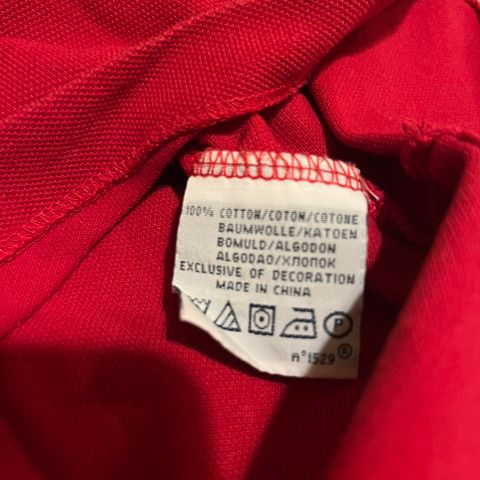 100% COTTON/COTON/COTONE
BAUMWOLLE/KATOEN
BOMULD/ALGODON
ALGODAO/ХЛОПОК
EXCLUSIVE OF DECORATION
MADE IN CHINA
P
n°1529®